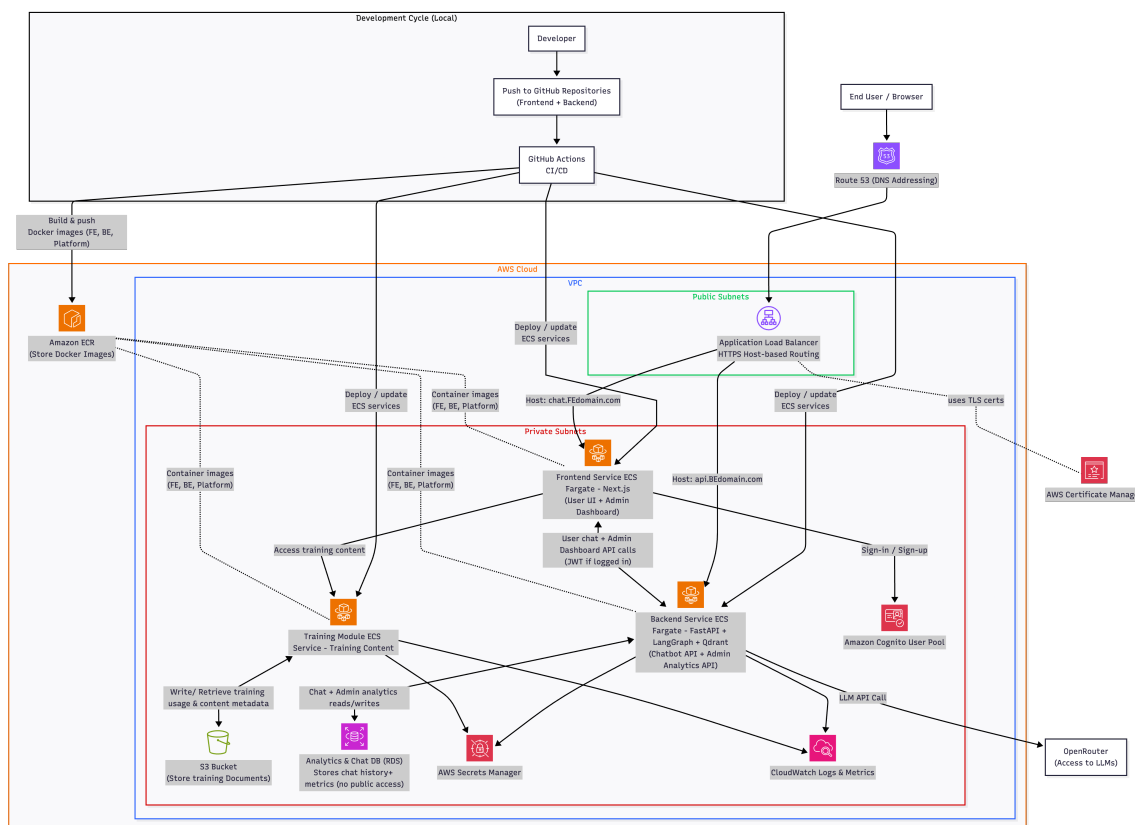 Development Cycle (Local)
Developer
Push to GitHub Repositories
(Frontend + Backend)
GitHub Actions
CI/CD
End User / Browser
53
Route 53 (DNS Addressing)
Build & push
Docker images (FE, BE,
Platform)
AWS Cloud
VPC
Public Subnets
Amazon ECR
(Store Docker Images)
Application Load Balancer
HTTPS Host-based Routing
Deploy / update
ECS services
Deploy / update
ECS services
Deploy / update
ECS services
Container images
(FE, BE, Platform)
Host: chat.FEdomain.com
uses TLS certs
Private Subnets
Container images
(FE, BE, Platform)
Container images
(FE, BE, Platform)
Frontend Service ECS
Fargate - Next.js
(User UI + Admin
Dashboard)
Host: api.BEdomain.com
AWS Certificate Manag
Access training content
User chat + Admin
Dashboard API calls
(JWT if logged in)
Sign-in / Sign-up
Training Module ECS
Service - Training Content
Backend Service ECS
Fargate - FastAPI +
LangGraph + Qdrant
(Chatbot API + Admin
Analytics API)
Amazon Cognito User Pool
Write/ Retrieve training
usage & content metadata
Chat + Admin analytics
reads/writes
LLM API Call
S3 Bucket
(Store training Documents)
Analytics & Chat DB (RDS)
Stores chat history+
metrics (no public access)
AWS Secrets Manager
CloudWatch Logs & Metrics
OpenRouter
(Access to LLMs)